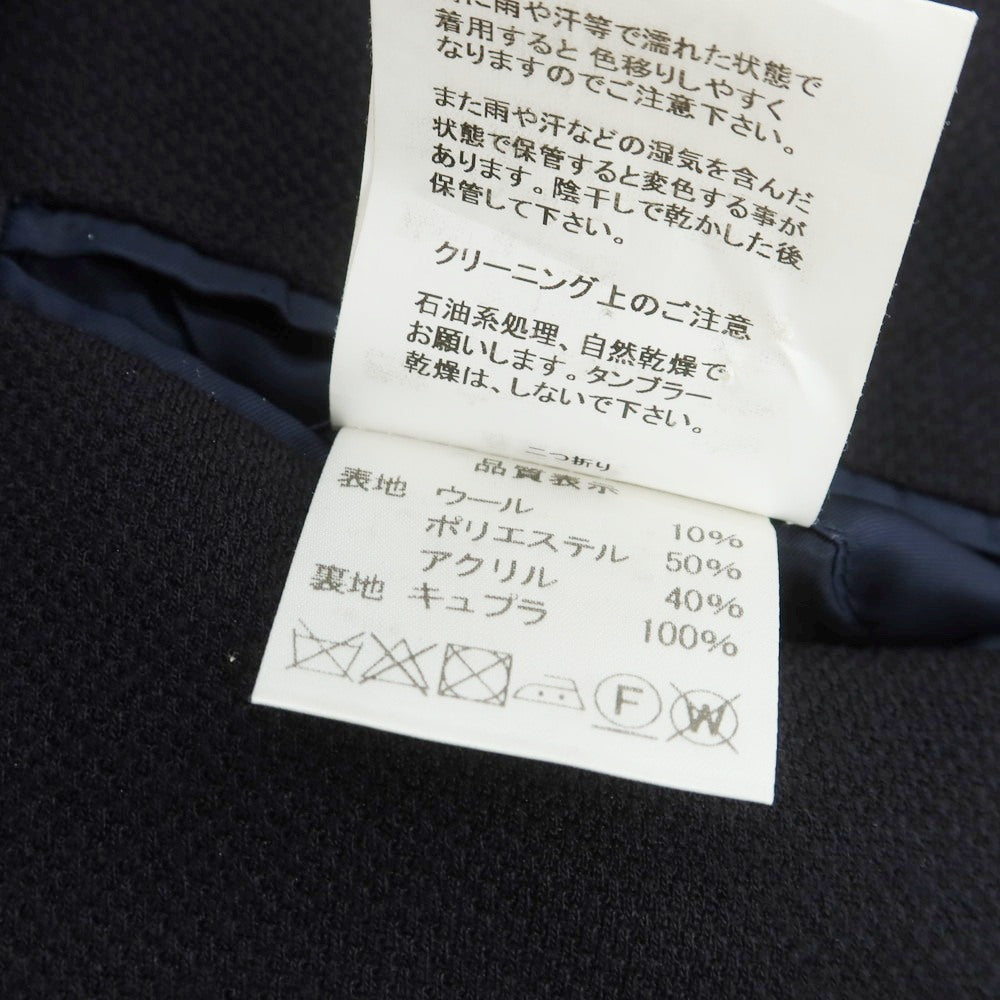 に雨や汗等で濡れた状態で
着用すると色移りしやすく
なりますのでご注意下さい。
また雨や汗などの湿気を含んだ
状態で保管すると変色する事が
あります。陰干しで乾かした後
保管して下さい。
クリーニング上のご注意
石油系処理、自然乾燥で
お願いします。タンブラー
乾燥は、しないで下さい。
二つ折り
品質表示
表地 ウール 10%
ポリエステル 50%
アクリル 40%
裏地 キュプラ 100%
F W